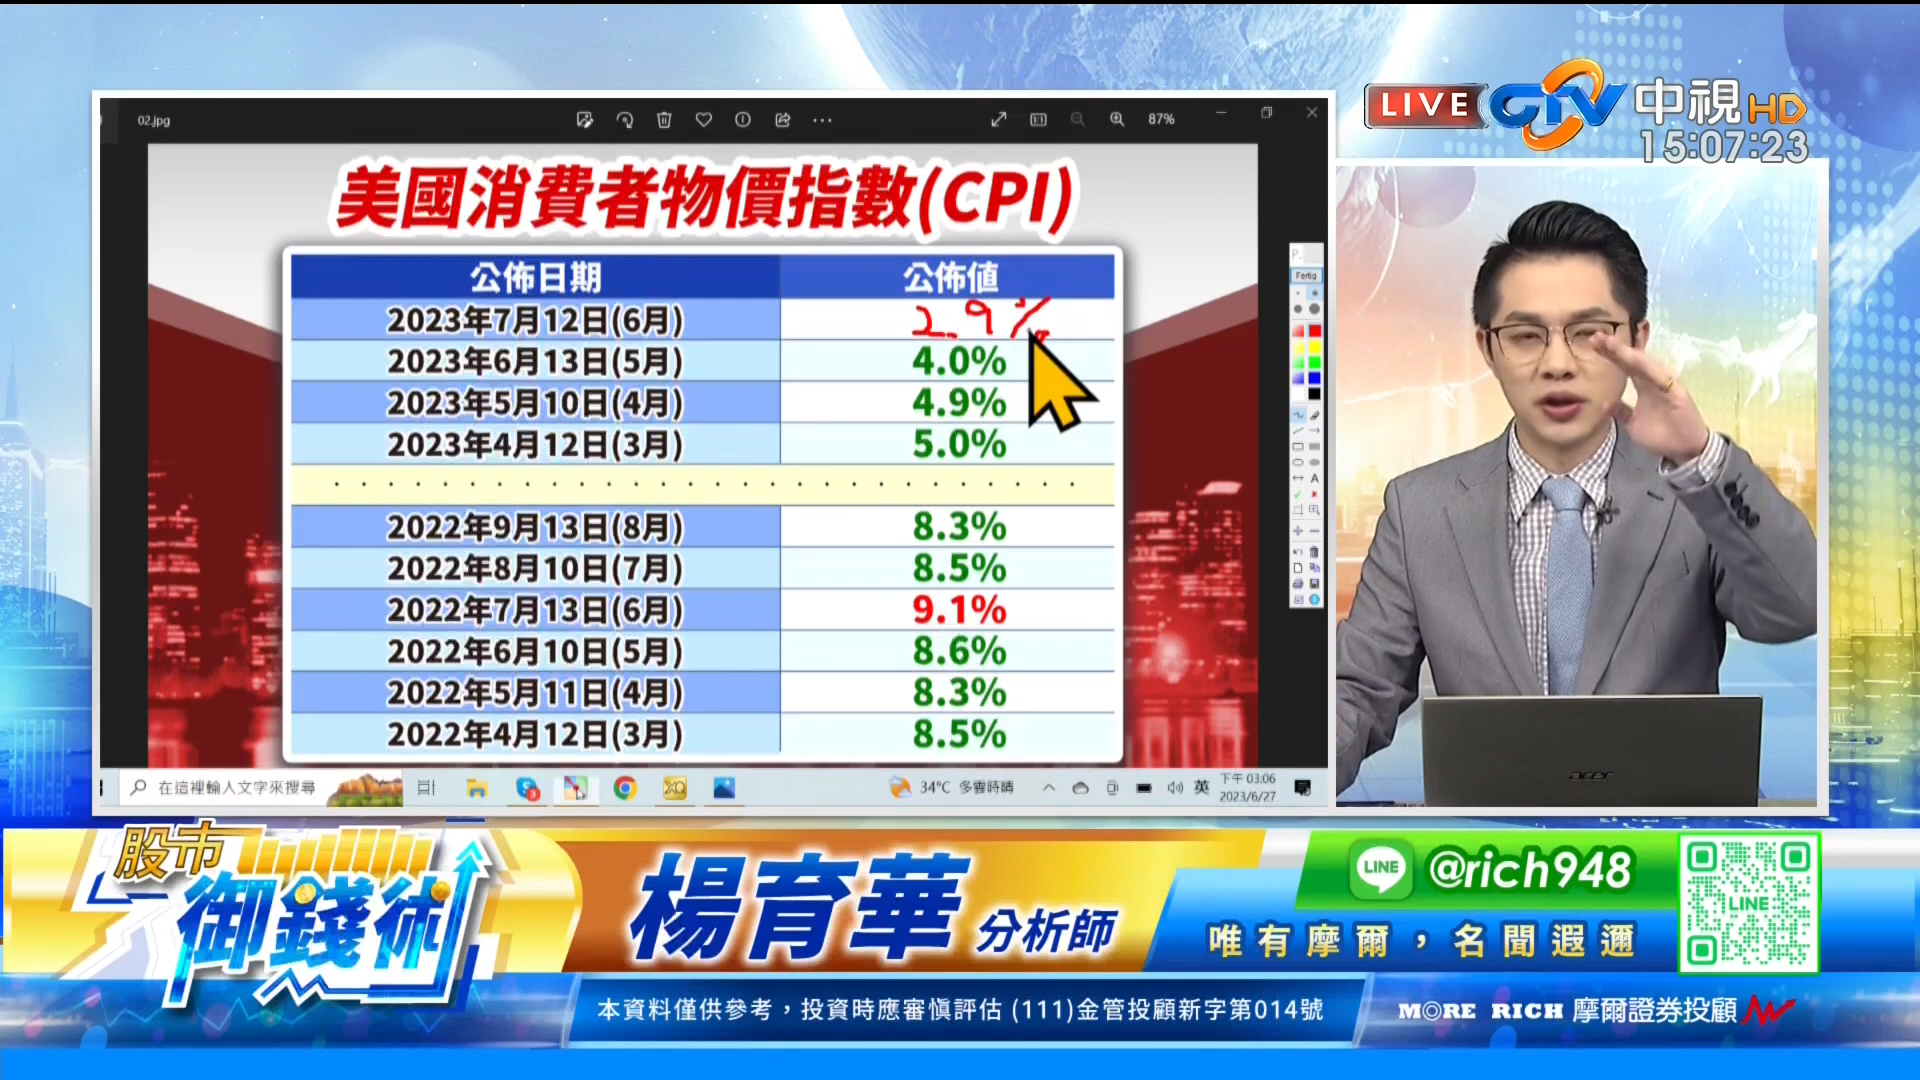 02.jpg
87%
LIVE CTV 中視 HD
15:07:23
美國消費者物價指數(CPI)
公佈日期 公佈值
2023年7月12日(6月) 2.9%
2023年6月13日(5月) 4.0%
2023年5月10日(4月) 4.9%
2023年4月12日(3月) 5.0%
2022年9月13日(8月) 8.3%
2022年8月10日(7月) 8.5%
2022年7月13日(6月) 9.1%
2022年6月10日(5月) 8.6%
2022年5月11日(4月) 8.3%
2022年4月12日(3月) 8.5%
Fertig
acer
在這裡輸入文字來搜尋
34°C 多雲時晴
英
下午 03:06
2023/6/27
股市
御錢術
楊育華 分析師
LINE @rich948
唯有摩爾，名聞遐邇
LINE
本資料僅供參考，投資時應審慎評估 (111)金管投顧新字第014號
MORE RICH 摩爾證券投顧